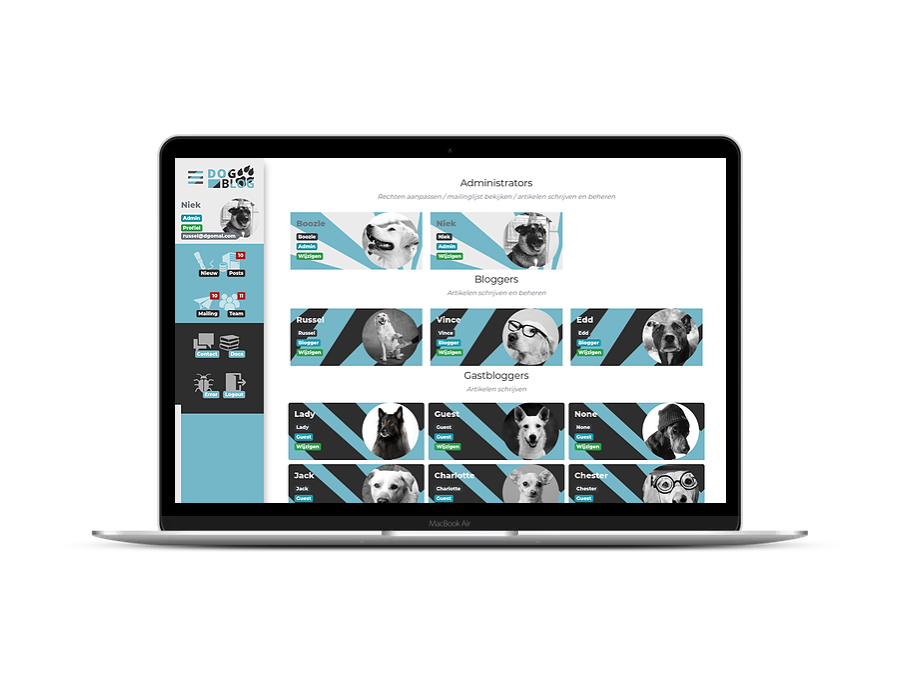 DOG
BLOG
Niek
Admin
Profiel
russel@dgomai.com
10
Nieuw
Posts
10
11
Mailing
Team
Contact
Docs
Error
Logout
Administrators
Rechten aanpassen / mailinglijst bekijken / artikelen schrijven en beheren
Boozie
Boozie
Admin
Wijzigen
Niek
Niek
Admin
Wijzigen
Bloggers
Artikelen schrijven en beheren
Russel
Russel
Blogger
Wijzigen
Vince
Vince
Blogger
Wijzigen
Edd
Edd
Blogger
Wijzigen
Gastbloggers
Artikelen schrijven
Lady
Lady
Guest
Wijzigen
Guest
Guest
Guest
Wijzigen
None
None
Guest
Wijzigen
Jack
Jack
Guest
Charlotte
Charlotte
Guest
Chester
Chester
Guest
MacBook Air